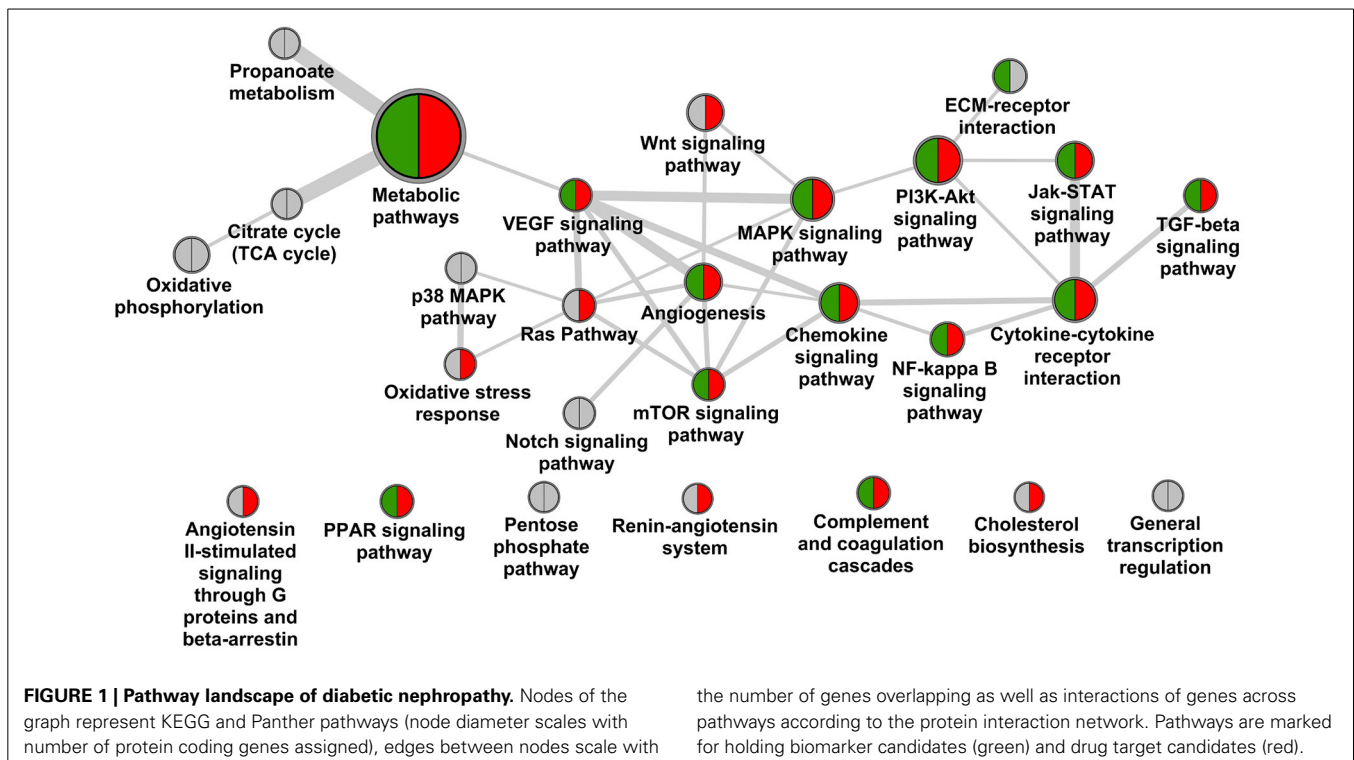 Propanoate
metabolism
Metabolic
pathways
Citrate cycle
(TCA cycle)
Oxidative
phosphorylation
Wnt signaling
pathway
ECM-receptor
interaction
VEGF signaling
pathway
MAPK signaling
pathway
PI3K-Akt
signaling
pathway
Jak-STAT
signaling
pathway
TGF-beta
signaling
pathway
p38 MAPK
pathway
Ras Pathway
Angiogenesis
Chemokine
signaling
pathway
Cytokine-cytokine
receptor
interaction
NF-kappa B
signaling
pathway
Oxidative stress
response
Notch signaling
pathway
mTOR signaling
pathway
Angiotensin
II-stimulated
signaling
through G
proteins and
beta-arrestin
PPAR signaling
pathway
Pentose
phosphate
pathway
Renin-angiotensin
system
Complement
and coagulation
cascades
Cholesterol
biosynthesis
General
transcription
regulation
FIGURE 1 | Pathway landscape of diabetic nephropathy. Nodes of the
graph represent KEGG and Panther pathways (node diameter scales with
number of protein coding genes assigned), edges between nodes scale with
the number of genes overlapping as well as interactions of genes across
pathways according to the protein interaction network. Pathways are marked
for holding biomarker candidates (green) and drug target candidates (red).